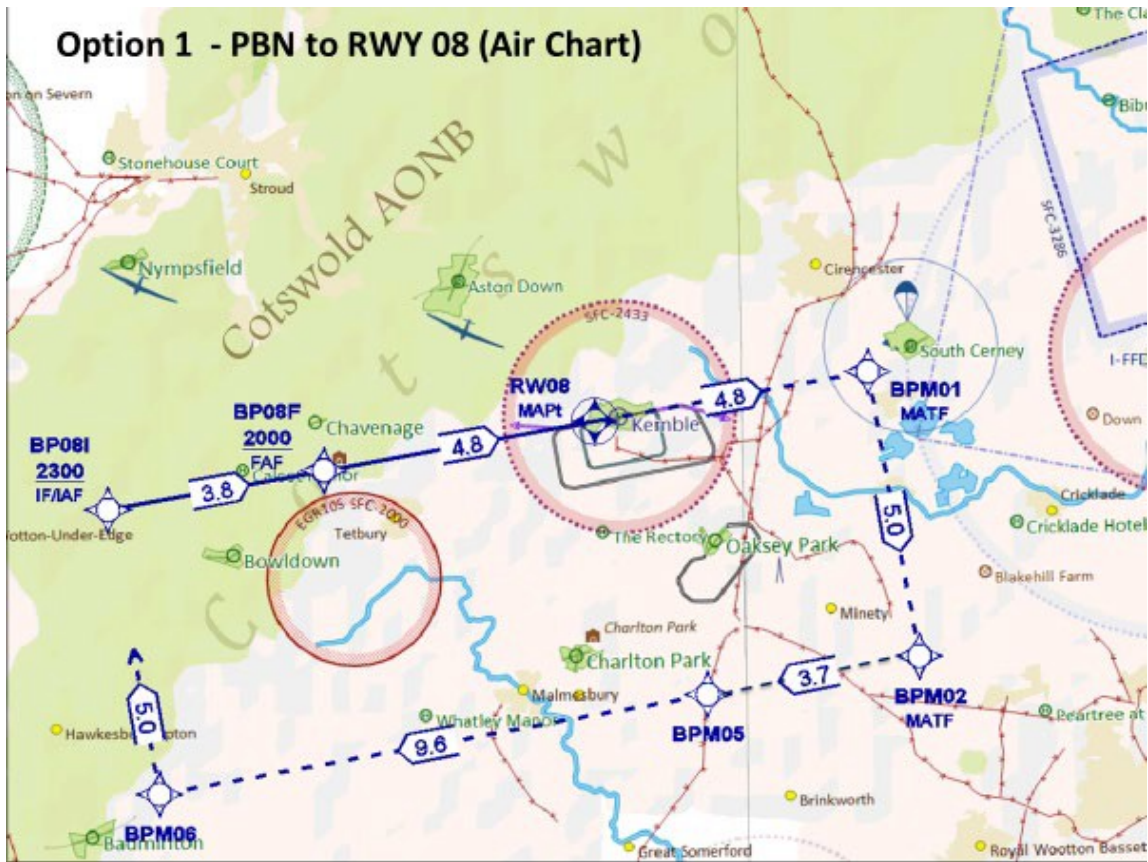 Option 1 - PBN to RWY 08 (Air Chart)
The Cla
on on Severn
Bibu
Stonehouse Court
Stroud
Cotswold AONB
C o t s w o
SFC-3286
Nympsfield
Aston Down
Cirencester
SFC-2433
South Cerney
I-FFD
RW08
MAPt
4.8
BPM01
MATF
BP08F
2000
FAF
Chavenage
Kemble
Down
BP08I
2300
IF/IAF
4.8
3.8
Cricklade
otton-Under-Edge
EGR105 SFC-2000
Tetbury
The Rectory
Oaksey Park
5.0
Cricklade Hotel
Bowldown
Blakehill Farm
Minety
Charlton Park
Charlton Park
3.7
BPM02
MATF
Malmesbury
5.0
Whatley Manor
BPM05
Peartree at
9.6
BPM06
Brinkworth
Badminton
Great Somerford
Royal Wootton Basset